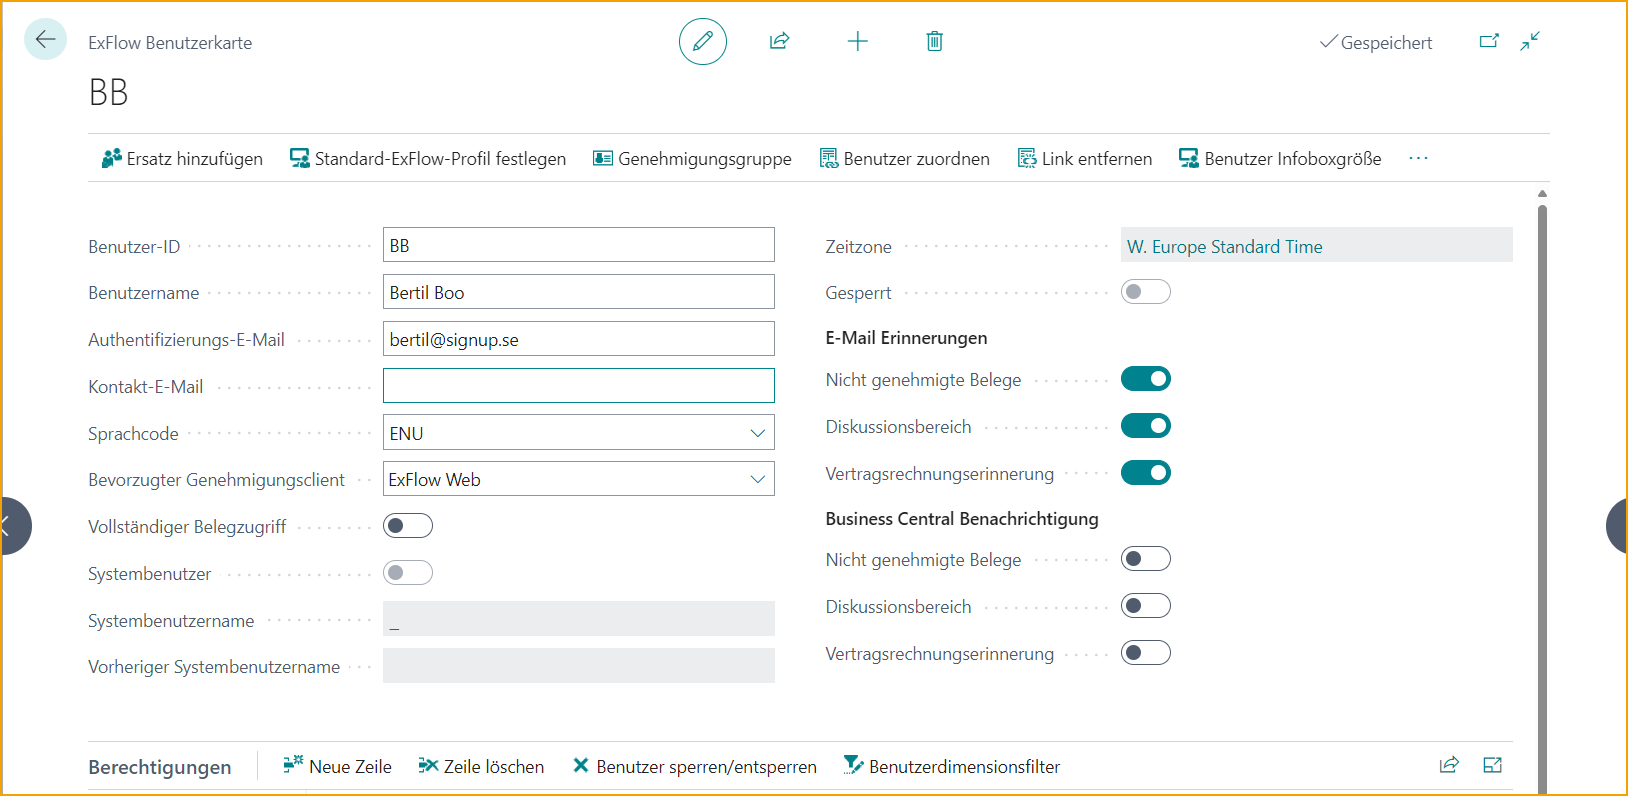 ExFlow Benutzerkarte
Gespeichert
BB
Ersatz hinzufügen Standard-ExFlow-Profil festlegen Genehmigungsgruppe Benutzer zuordnen Link entfernen Benutzer Infoboxgröße ...
Benutzer-ID BB
Benutzername Bertil Boo
Authentifizierungs-E-Mail bertil@signup.se
Kontakt-E-Mail
Sprachcode ENU
Bevorzugter Genehmigungsclient ExFlow Web
Vollständiger Belegzugriff
Systembenutzer
Systembenutzername _
Vorheriger Systembenutzername
Zeitzone W. Europe Standard Time
Gesperrt
E-Mail Erinnerungen
Nicht genehmigte Belege
Diskussionsbereich
Vertragsrechnungserinnerung
Business Central Benachrichtigung
Nicht genehmigte Belege
Diskussionsbereich
Vertragsrechnungserinnerung
Berechtigungen Neue Zeile Zeile löschen Benutzer sperren/entsperren Benutzerdimensionsfilter